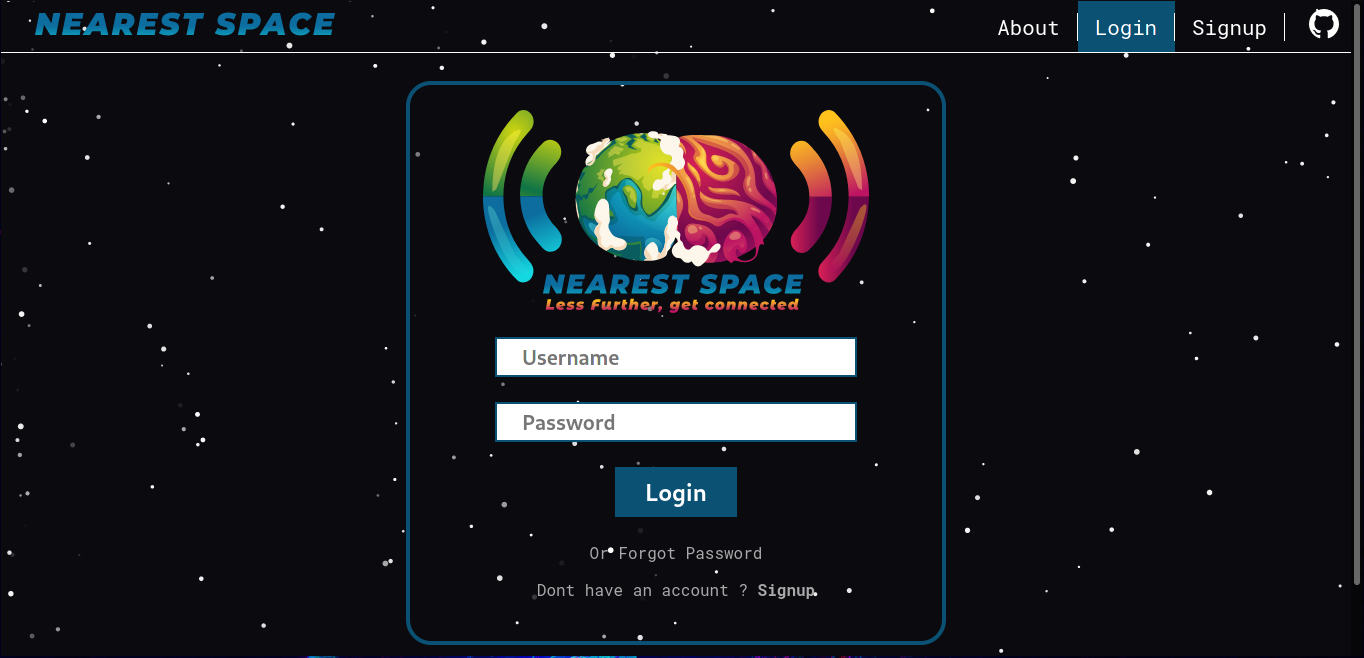 NEAREST SPACE
About
Login
Signup
NEAREST SPACE
Less Further, get connected
Username
Password
Login
Or Forgot Password
Dont have an account ? Signup